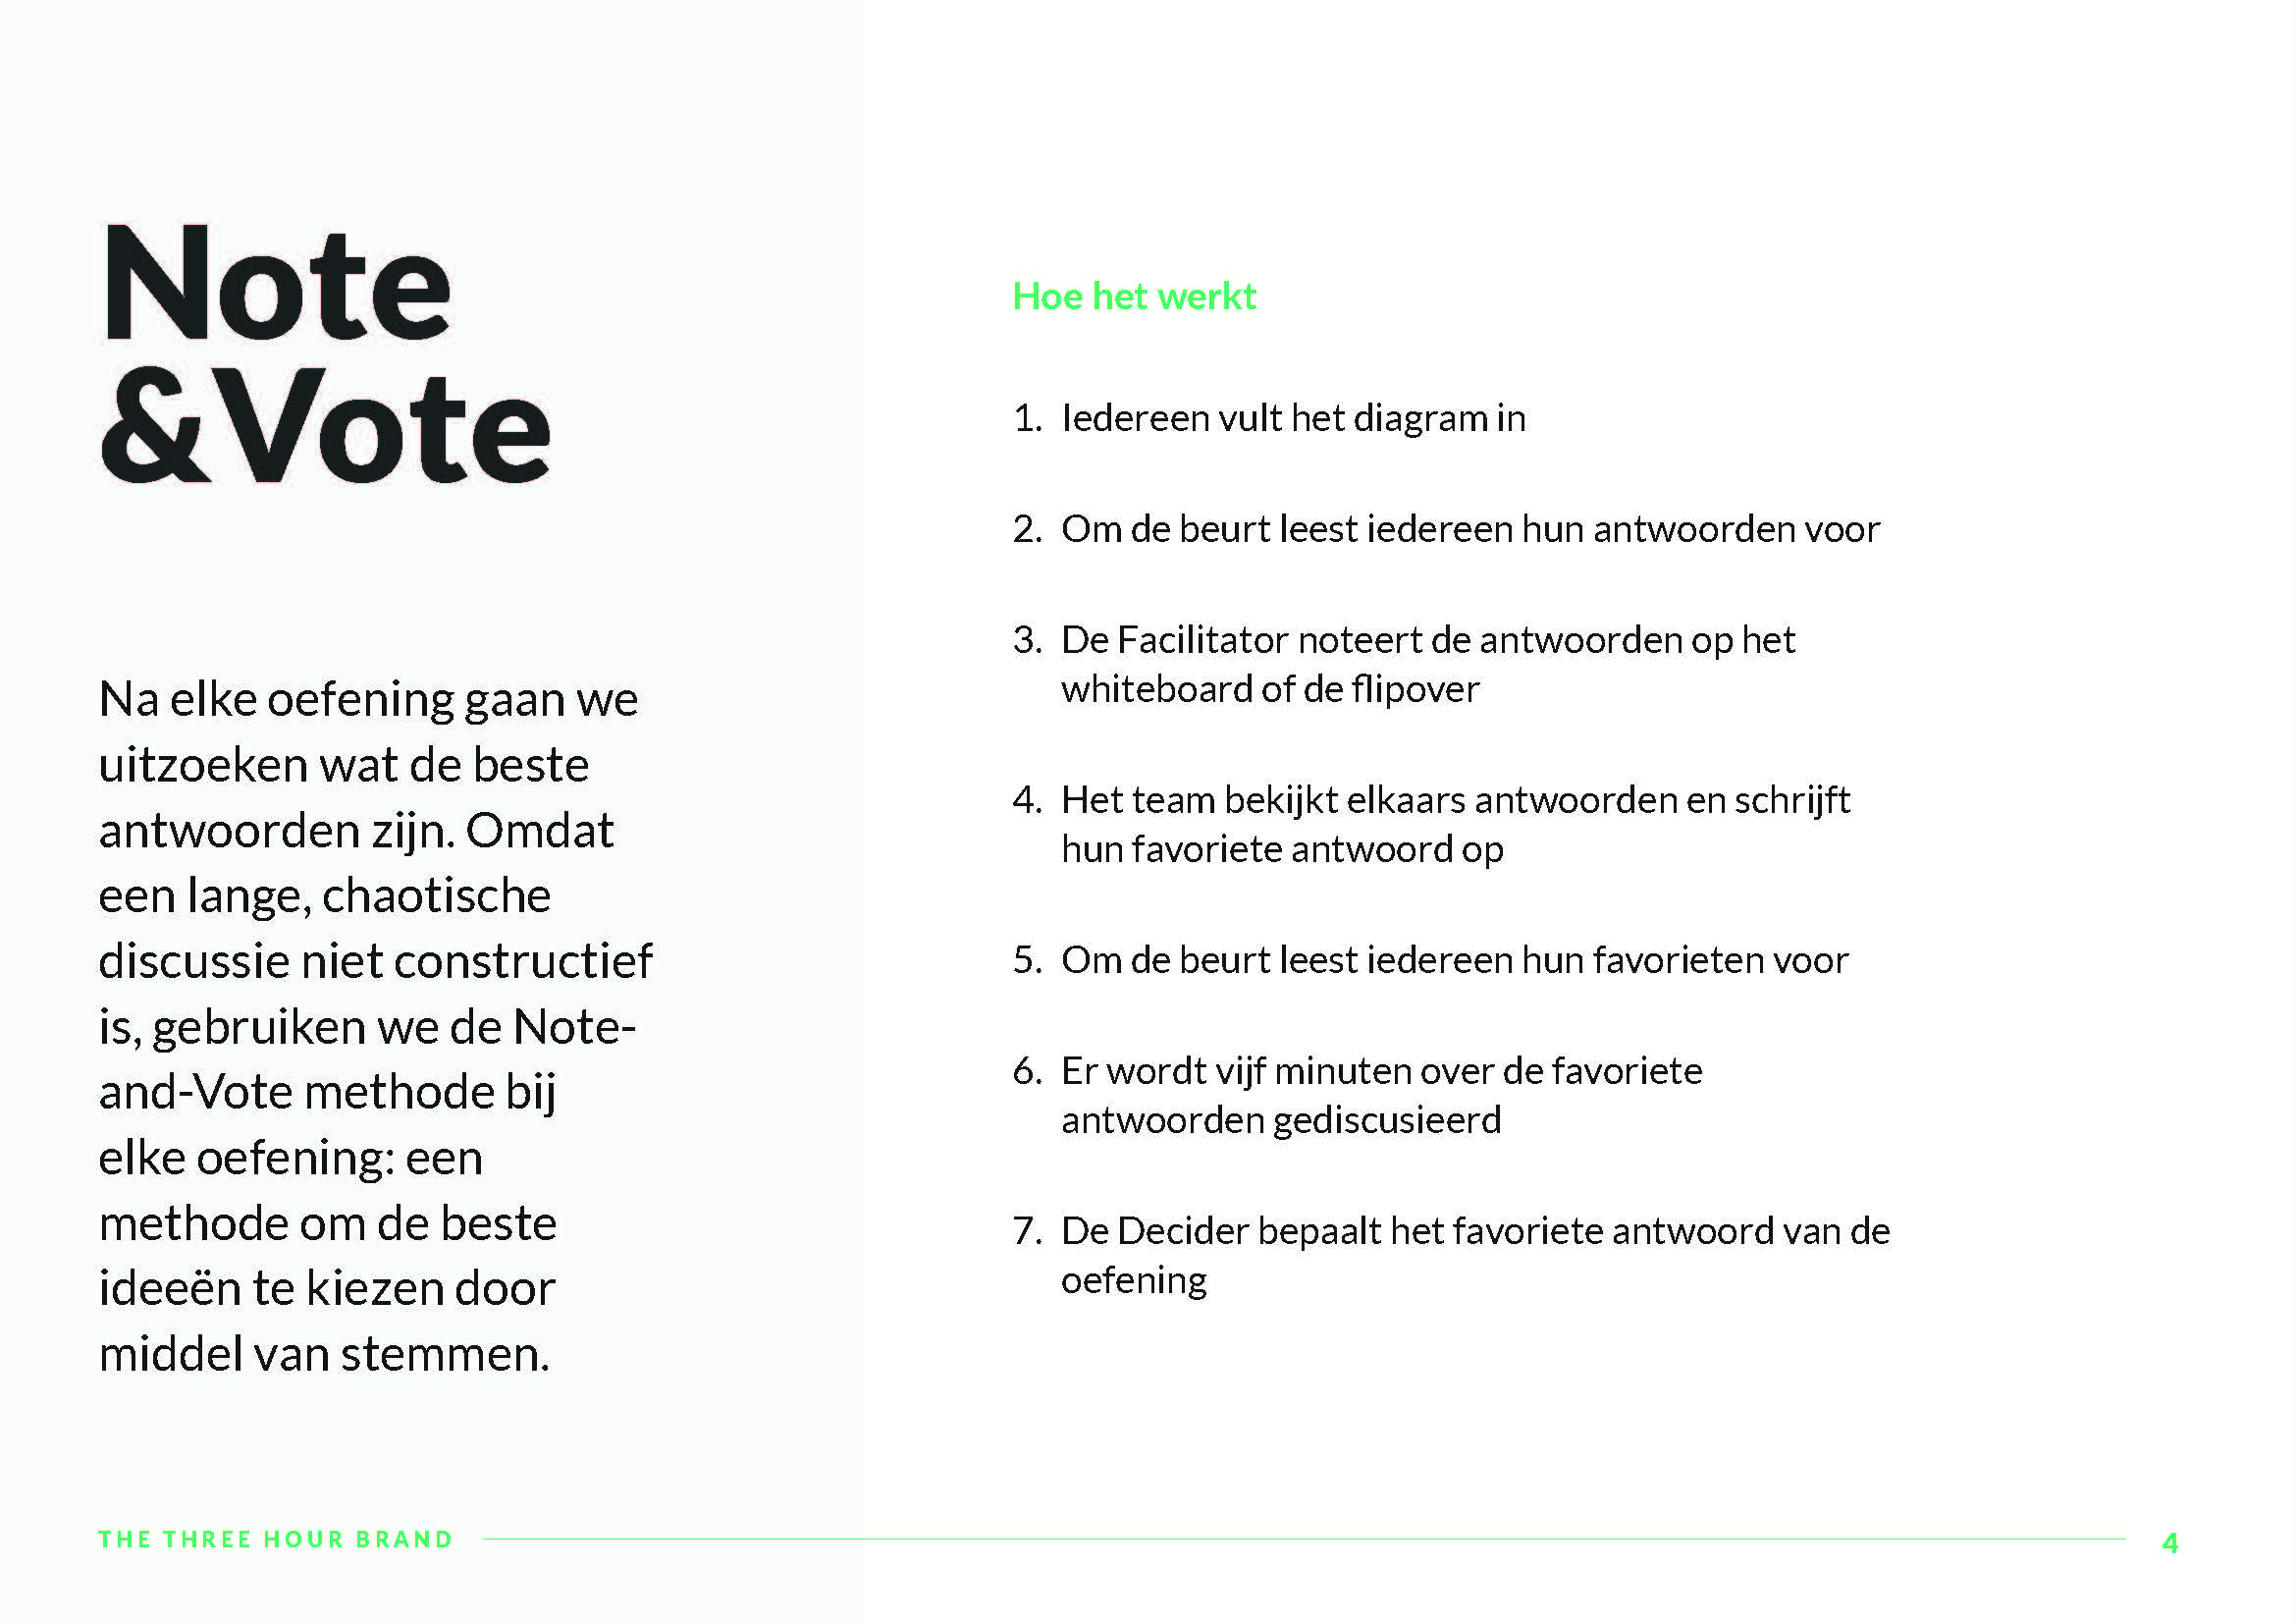 Note
&Vote
Na elke oefening gaan we
uitzoeken wat de beste
antwoorden zijn. Omdat
een lange, chaotische
discussie niet constructief
is, gebruiken we de Note-
and-Vote methode bij
elke oefening: een
methode om de beste
ideeën te kiezen door
middel van stemmen.
Hoe het werkt
1. Iedereen vult het diagram in
2. Om de beurt leest iedereen hun antwoorden voor
3. De Facilitator noteert de antwoorden op het
whiteboard of de flipover
4. Het team bekijkt elkaars antwoorden en schrijft
hun favoriete antwoord op
5. Om de beurt leest iedereen hun favorieten voor
6. Er wordt vijf minuten over de favoriete
antwoorden gediscusieerd
7. De Decider bepaalt het favoriete antwoord van de
oefening
THE THREE HOUR BRAND
4